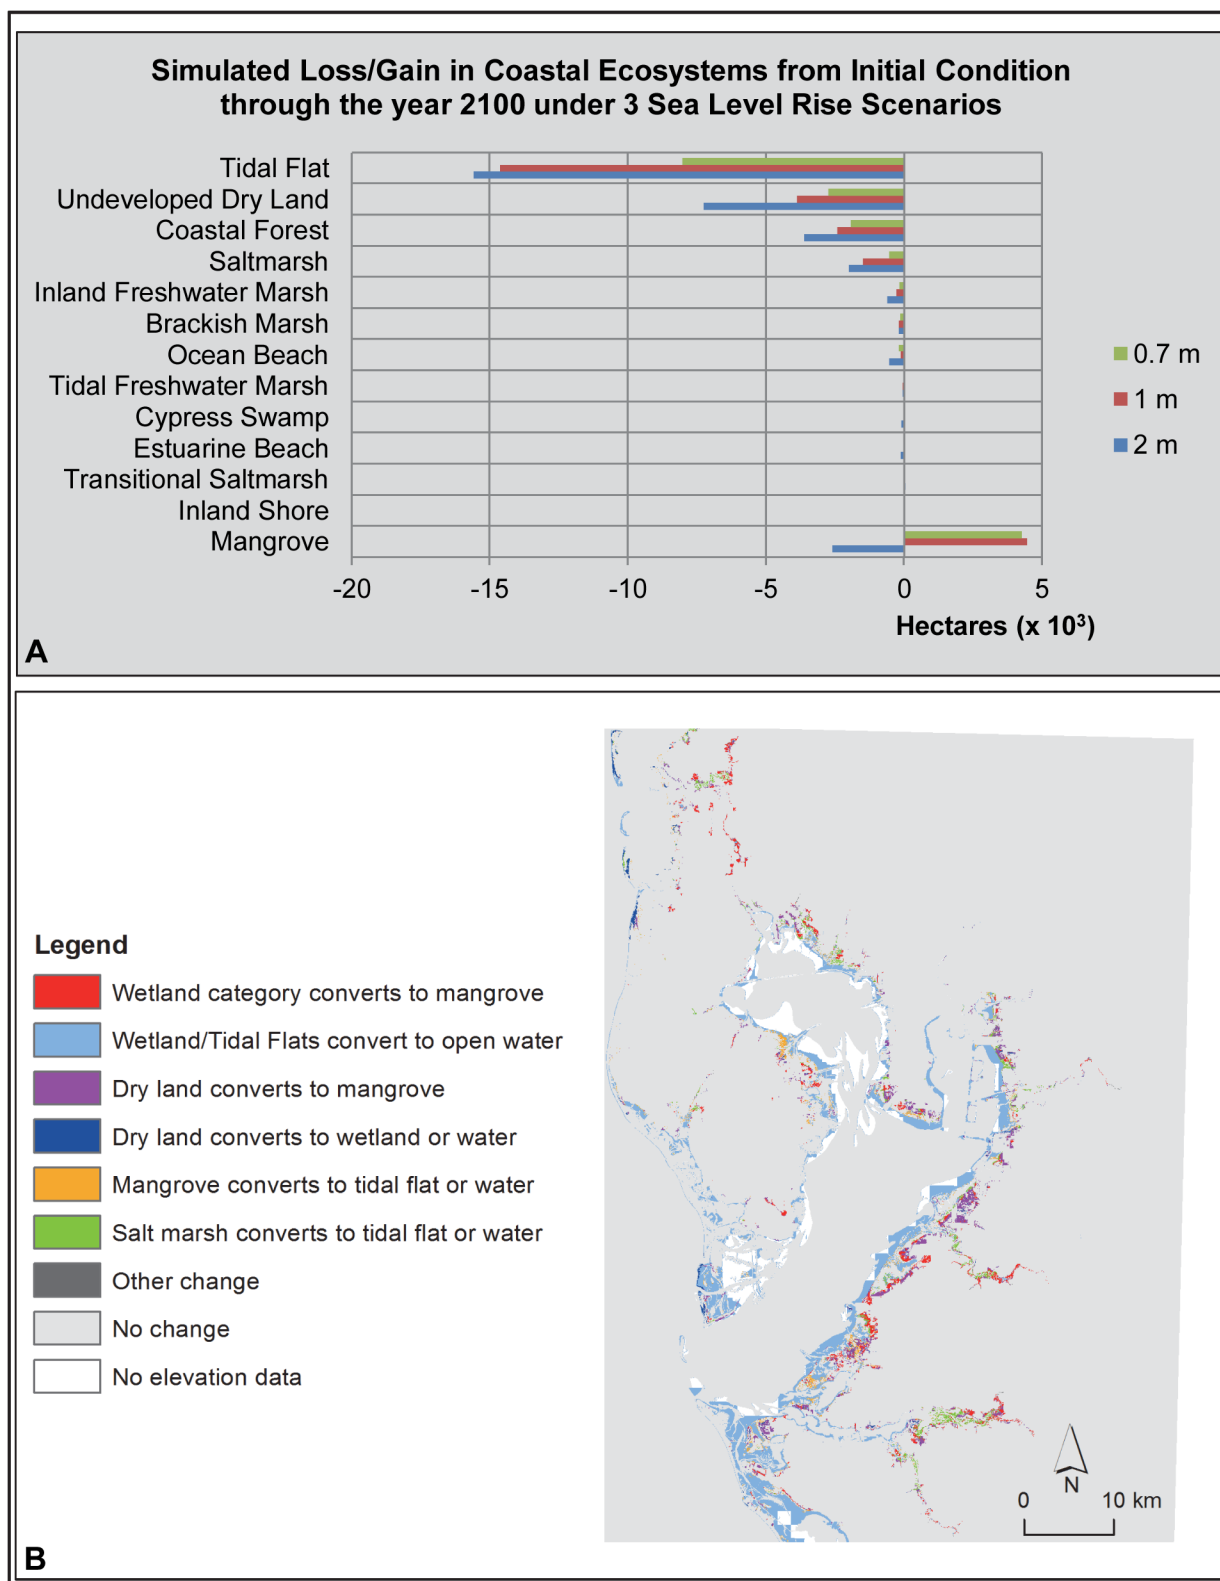 Simulated Loss/Gain in Coastal Ecosystems from Initial Condition
through the year 2100 under 3 Sea Level Rise Scenarios
Tidal Flat
Undeveloped Dry Land
Coastal Forest
Saltmarsh
Inland Freshwater Marsh
Brackish Marsh
Ocean Beach
Tidal Freshwater Marsh
Cypress Swamp
Estuarine Beach
Transitional Saltmarsh
Inland Shore
Mangrove
0.7 m
1 m
2 m
-20 -15 -10 -5 0 5
Hectares (x 10³)
A
Legend
Wetland category converts to mangrove
Wetland/Tidal Flats convert to open water
Dry land converts to mangrove
Dry land converts to wetland or water
Mangrove converts to tidal flat or water
Salt marsh converts to tidal flat or water
Other change
No change
No elevation data
N
0 10 km
B